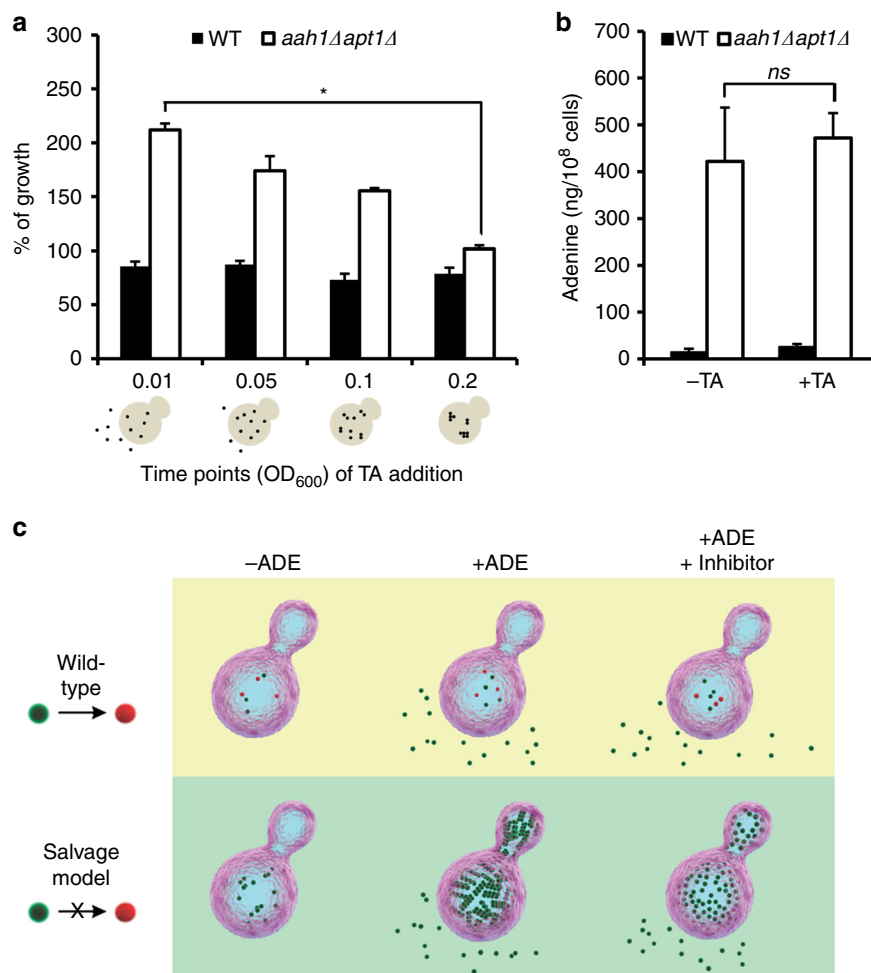 a
■ WT □ aah1Δapt1Δ
% of growth
300
250
200
150
100
50
0
*
0.01 0.05 0.1 0.2
Time points (OD₆₀₀) of TA addition
b
■ WT □ aah1Δapt1Δ
Adenine (ng/10⁸ cells)
700
600
500
400
300
200
100
0
ns
–TA +TA
c
–ADE +ADE +ADE
+ Inhibitor
Wild-
type
Salvage
model
X